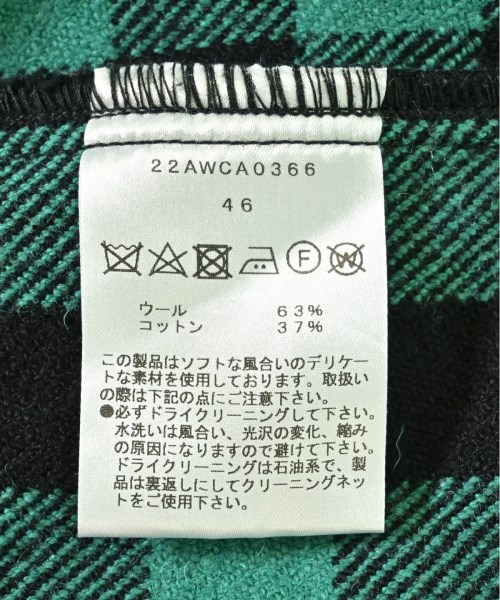 22AWCA0366
46
F W
ウール 63%
コットン 37%
この製品はソフトな風合いのデリケー
トな素材を使用しております。取扱い
の際は下記の点にご注意下さい。
●必ずドライクリーニングして下さい。
水洗いは風合い、光沢の変化、縮み
の原因になりますので避けて下さい。
ドライクリーニングは石油系で、製
品は裏返しにしてクリーニングネッ
トをご使用下さい。